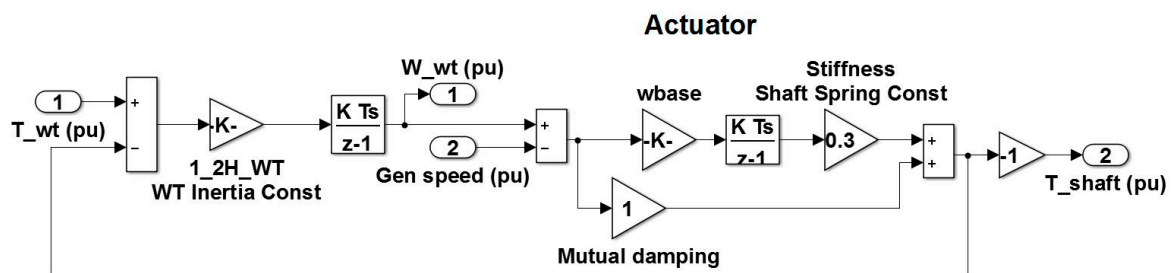 Actuator
1
T_wt (pu)
+
−
-K-
1_2H_WT
WT Inertia Const
K Ts
z-1
W_wt (pu)
1
2
Gen speed (pu)
+
−
wbase
-K-
K Ts
z-1
Stiffness
Shaft Spring Const
0.3
1
Mutual damping
+
+
-1
2
T_shaft (pu)